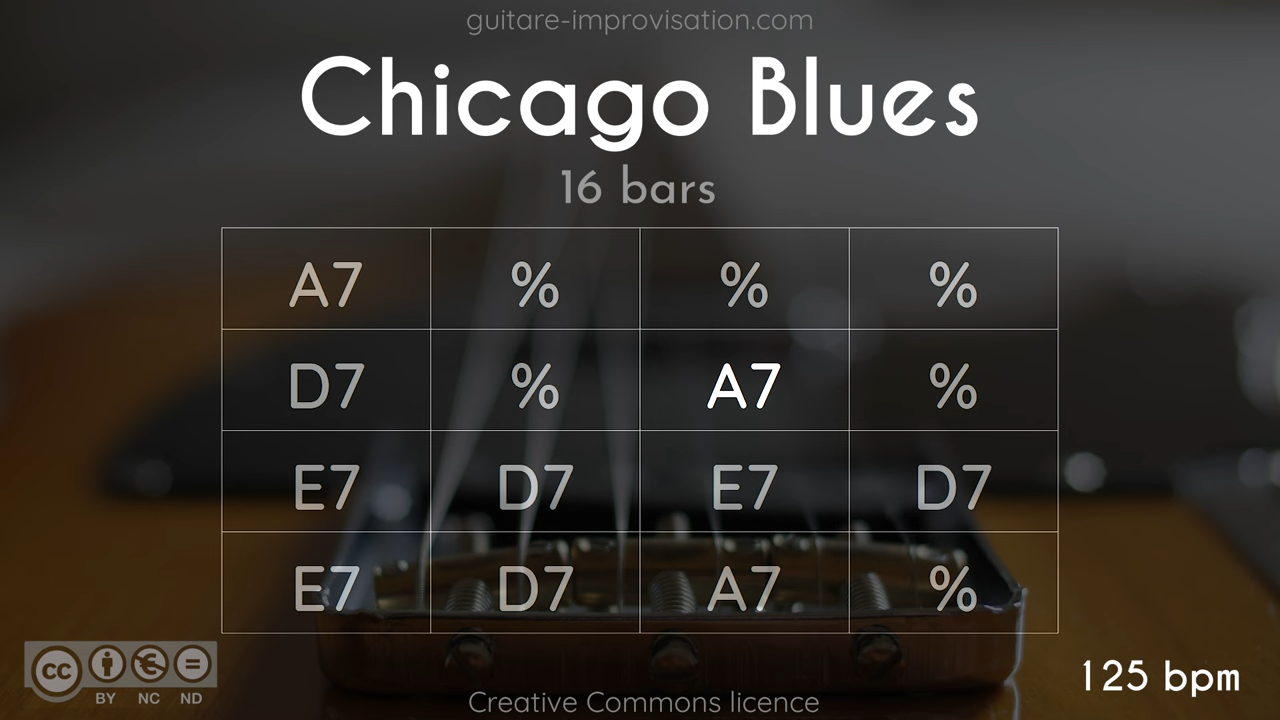 guitare-improvisation.com
Chicago Blues
16 bars
A7 % % %
D7 % A7 %
E7 D7 E7 D7
E7 D7 A7 %
cc
BY NC ND
125 bpm
Creative Commons licence